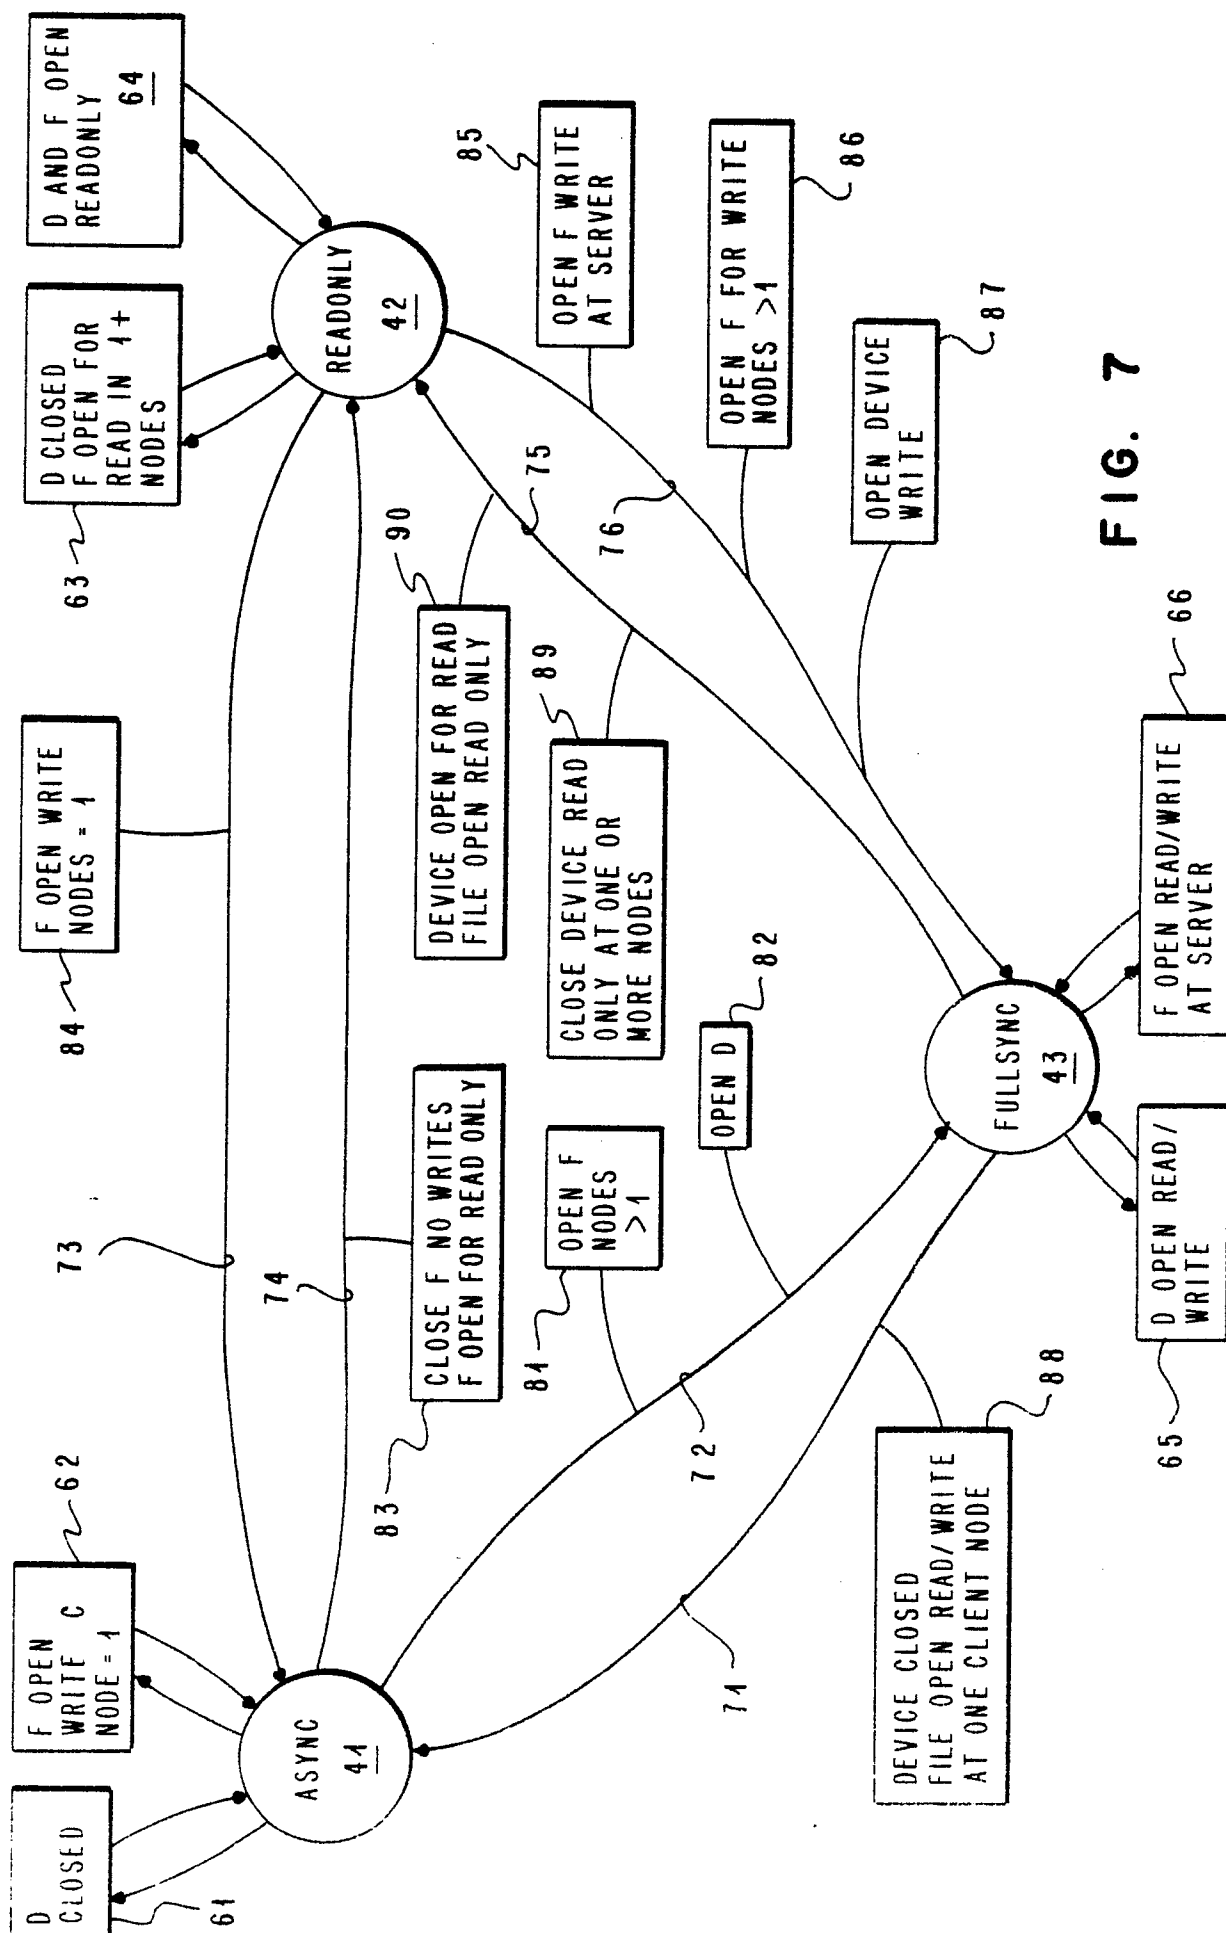 D
CLOSED
61
F OPEN
WRITE C
NODE=1
62
ASYNC
41
73
74
F OPEN WRITE
NODES = 1
84
CLOSE F NO WRITES
F OPEN FOR READ ONLY
83
D CLOSED
F OPEN FOR
READ IN 1+
NODES
63
D AND F OPEN
READONLY
64
READONLY
42
DEVICE OPEN FOR READ
FILE OPEN READ ONLY
90
75
CLOSE DEVICE READ
ONLY AT ONE OR
MORE NODES
89
OPEN F WRITE
AT SERVER
85
76
OPEN F FOR WRITE
NODES >1
86
OPEN DEVICE
WRITE
87
OPEN F
NODES
>1
81
OPEN D
82
72
71
DEVICE CLOSED
FILE OPEN READ/WRITE
AT ONE CLIENT NODE
88
FULLSYNC
43
D OPEN READ/
WRITE
65
F OPEN READ/WRITE
AT SERVER
66
FIG. 7